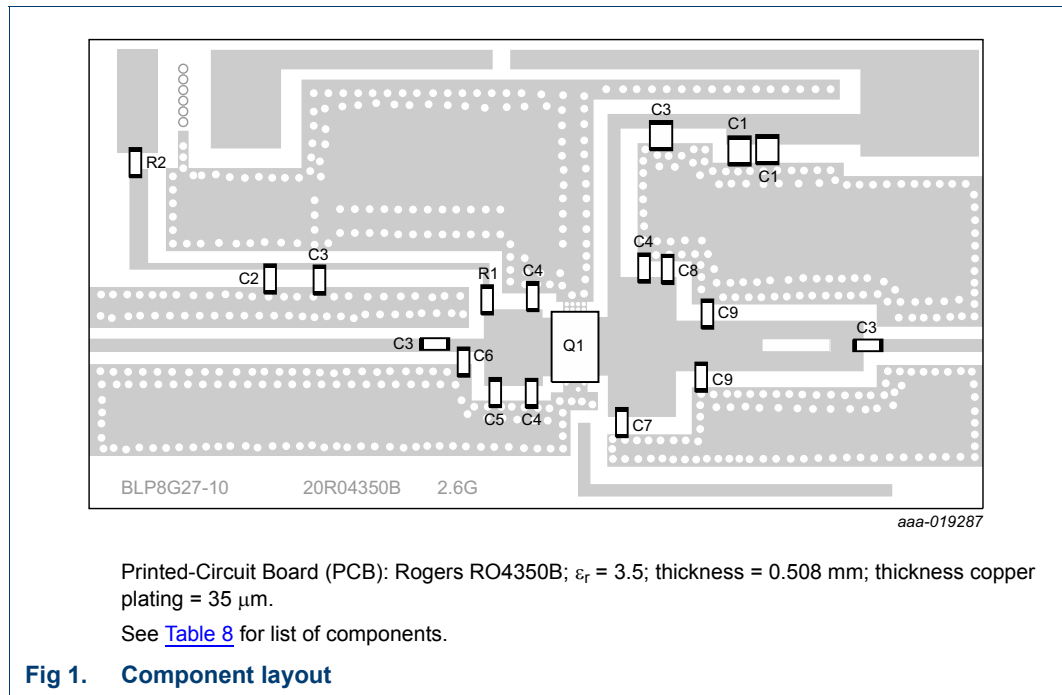 C3
C1
R2
C1
C3
C4
C2
R1
C4
C8
C9
C3
Q1
C3
C6
C9
C5
C4
C7
BLP8G27-10 20R04350B 2.6G
aaa-019287
Printed-Circuit Board (PCB): Rogers RO4350B; εr = 3.5; thickness = 0.508 mm; thickness copper
plating = 35 μm.
See Table 8 for list of components.
Fig 1. Component layout